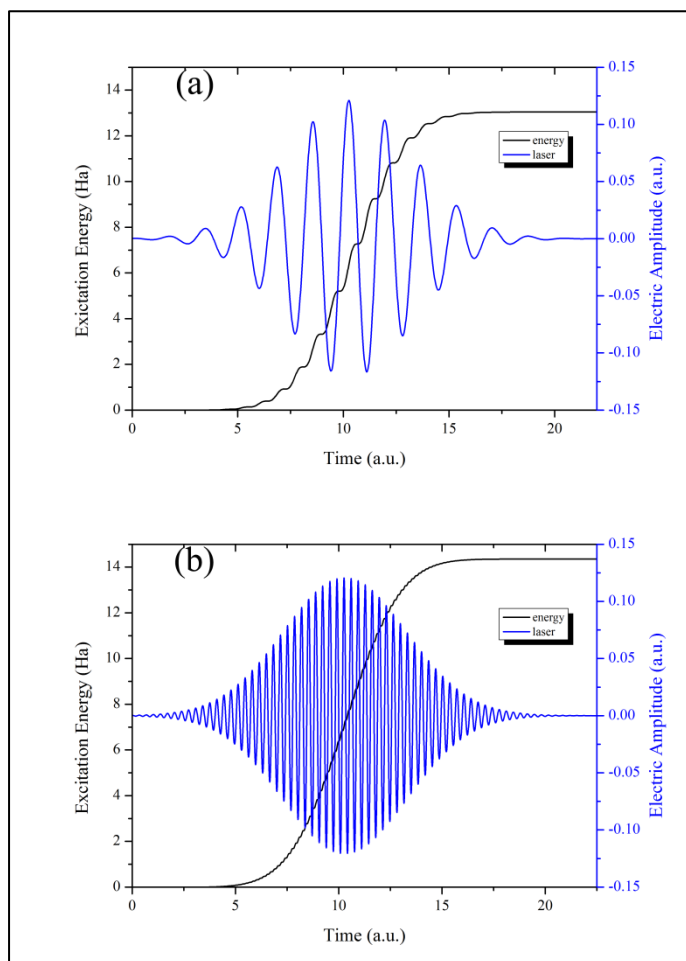 (a)
14
12
10
8
6
4
2
0
Exictation Energy (Ha)
0.15
0.10
0.05
0.00
-0.05
-0.10
-0.15
Electric Amplitude (a.u.)
energy
laser
0 5 10 15 20
Time (a.u.)
(b)
14
12
10
8
6
4
2
0
Excitation Energy (Ha)
0.15
0.10
0.05
0.00
-0.05
-0.10
-0.15
Electric Amplitude (a.u.)
energy
laser
0 5 10 15 20
Time (a.u.)